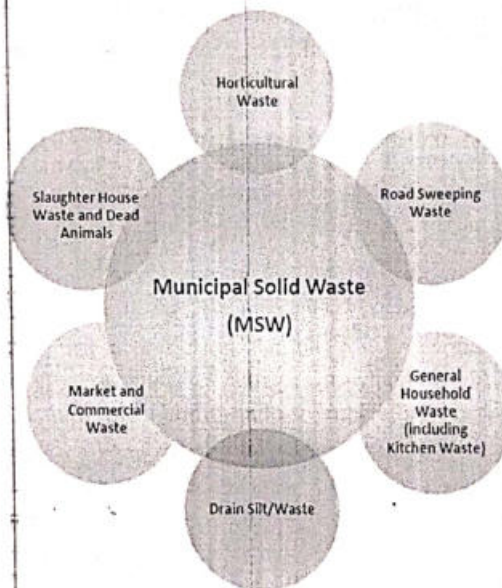 Horticultural
Waste
Slaughter House
Waste and Dead
Animals
Road Sweeping
Waste
Municipal Solid Waste
(MSW)
Market and
Commercial
Waste
General
Household
Waste
(including
Kitchen Waste)
Drain Silt/Waste